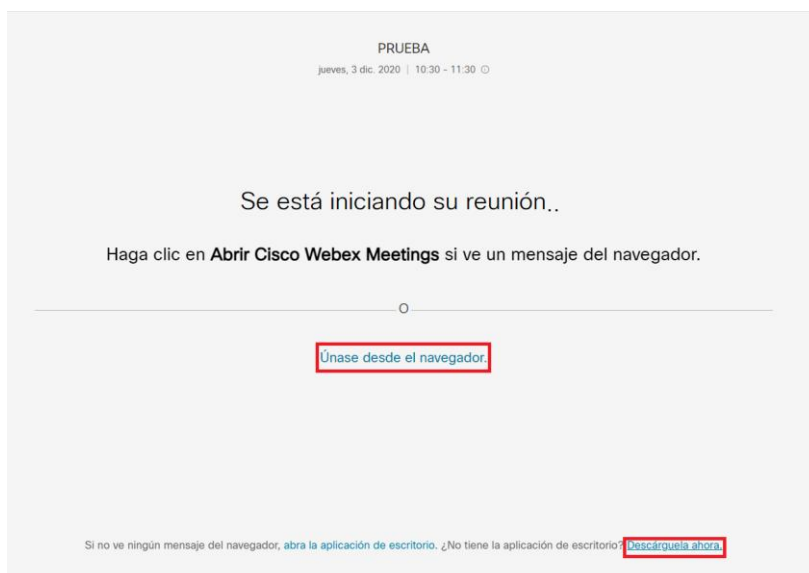 PRUEBA
jueves, 3 dic. 2020 | 10:30 - 11:30
Se está iniciando su reunión..
Haga clic en Abrir Cisco Webex Meetings si ve un mensaje del navegador.
O
Únase desde el navegador.
Si no ve ningún mensaje del navegador, abra la aplicación de escritorio. ¿No tiene la aplicación de escritorio? Descárguela ahora.